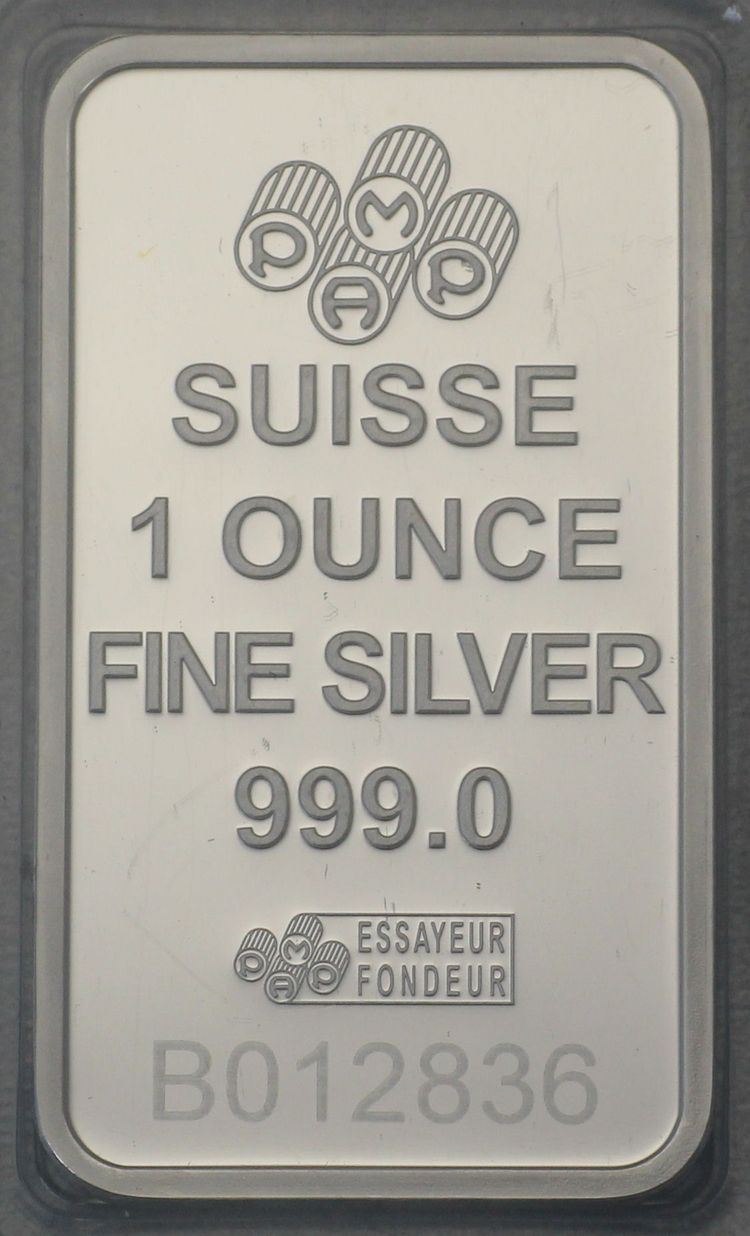 PAMP
SUISSE
1 OUNCE
FINE SILVER
999.0
PAMP ESSAYEUR
FONDEUR
B012836